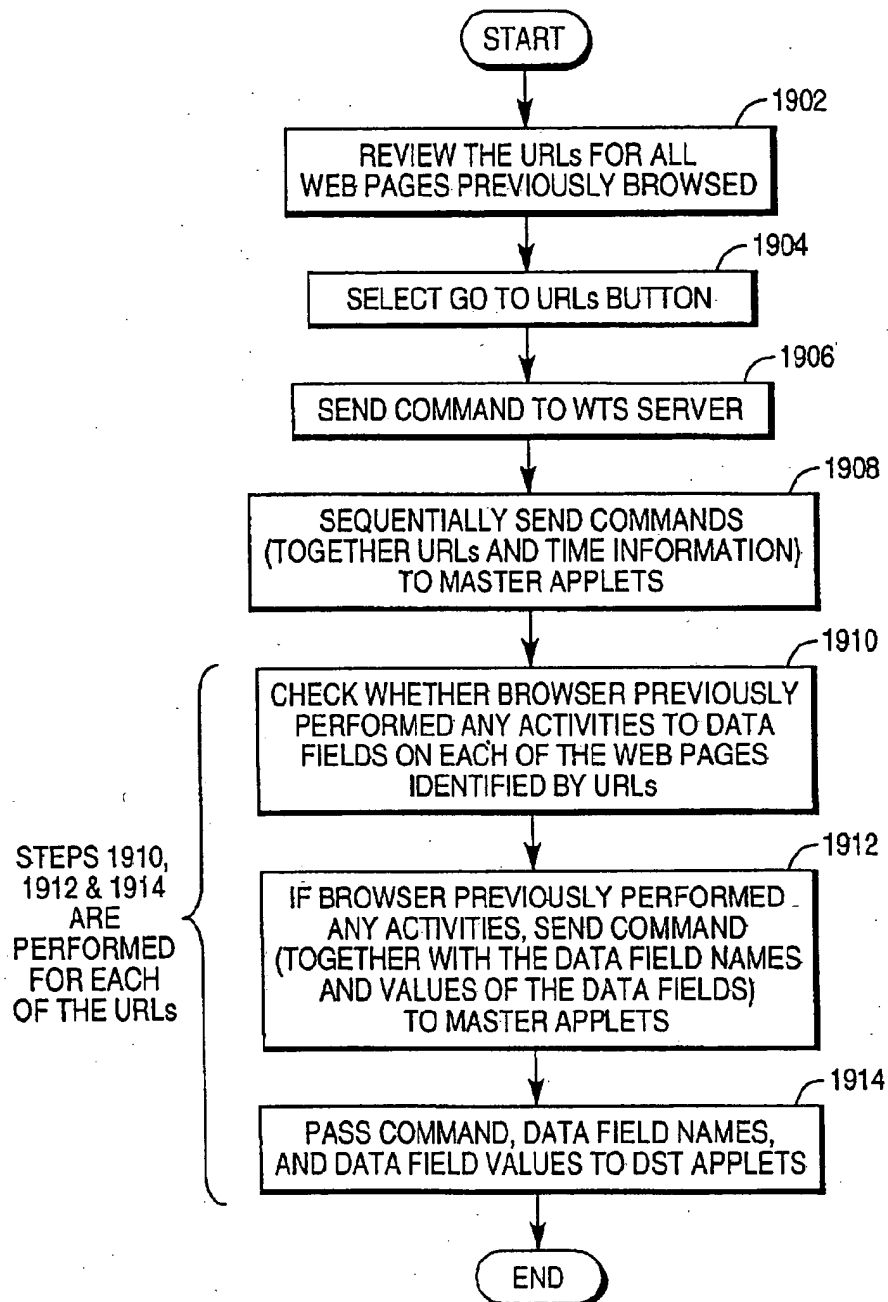 START
1902
REVIEW THE URLs FOR ALL
WEB PAGES PREVIOUSLY BROWSED
1904
SELECT GO TO URLs BUTTON
1906
SEND COMMAND TO WTS SERVER
1908
SEQUENTIALLY SEND COMMANDS
(TOGETHER URLs AND TIME INFORMATION)
TO MASTER APPLETS
1910
CHECK WHETHER BROWSER PREVIOUSLY
PERFORMED ANY ACTIVITIES TO DATA
FIELDS ON EACH OF THE WEB PAGES
IDENTIFIED BY URLs
STEPS 1910,
1912 & 1914
ARE
PERFORMED
FOR EACH
OF THE URLs
1912
IF BROWSER PREVIOUSLY PERFORMED
ANY ACTIVITIES, SEND COMMAND
(TOGETHER WITH THE DATA FIELD NAMES
AND VALUES OF THE DATA FIELDS)
TO MASTER APPLETS
1914
PASS COMMAND, DATA FIELD NAMES,
AND DATA FIELD VALUES TO DST APPLETS
END